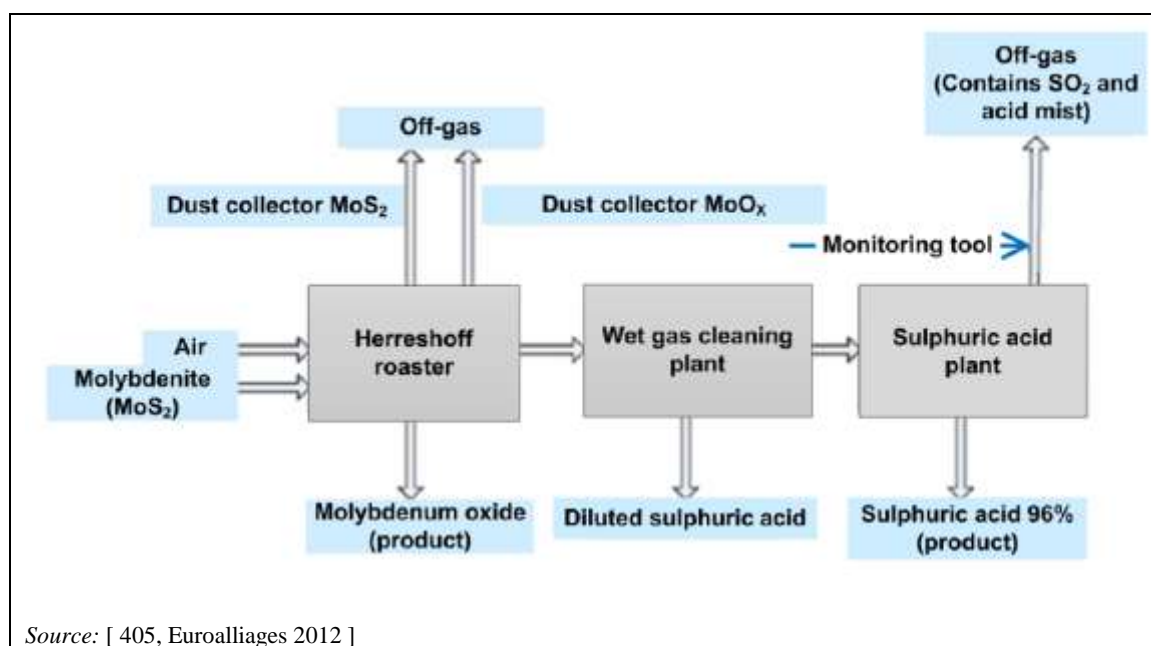 Off-gas
(Contains SO₂ and
acid mist)
Off-gas
Dust collector MoS₂
Dust collector MoOₓ
Monitoring tool
Air
Molybdenite
(MoS₂)
Herreshoff
roaster
Wet gas cleaning
plant
Sulphuric acid
plant
Molybdenum oxide
(product)
Diluted sulphuric acid
Sulphuric acid 96%
(product)
Source: [ 405, Euroalliages 2012 ]